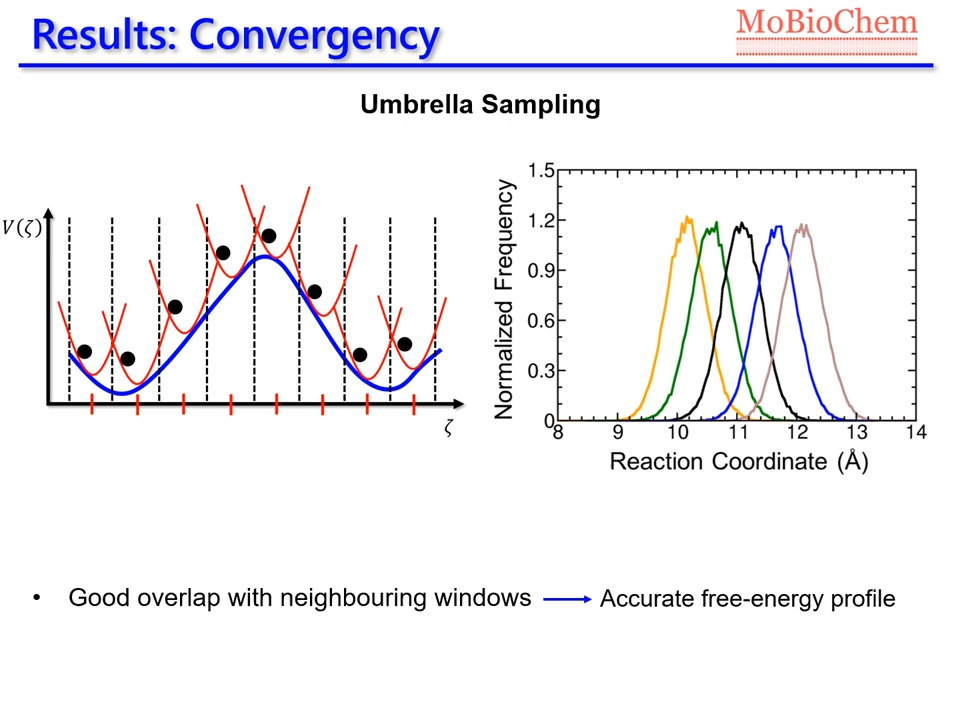 Results: Convergency
MoBioChem
Umbrella Sampling
V(ζ)
ζ
Normalized Frequency
1.5
1.2
0.9
0.6
0.3
0
8 9 10 11 12 13 14
Reaction Coordinate (Å)
• Good overlap with neighbouring windows
Accurate free-energy profile